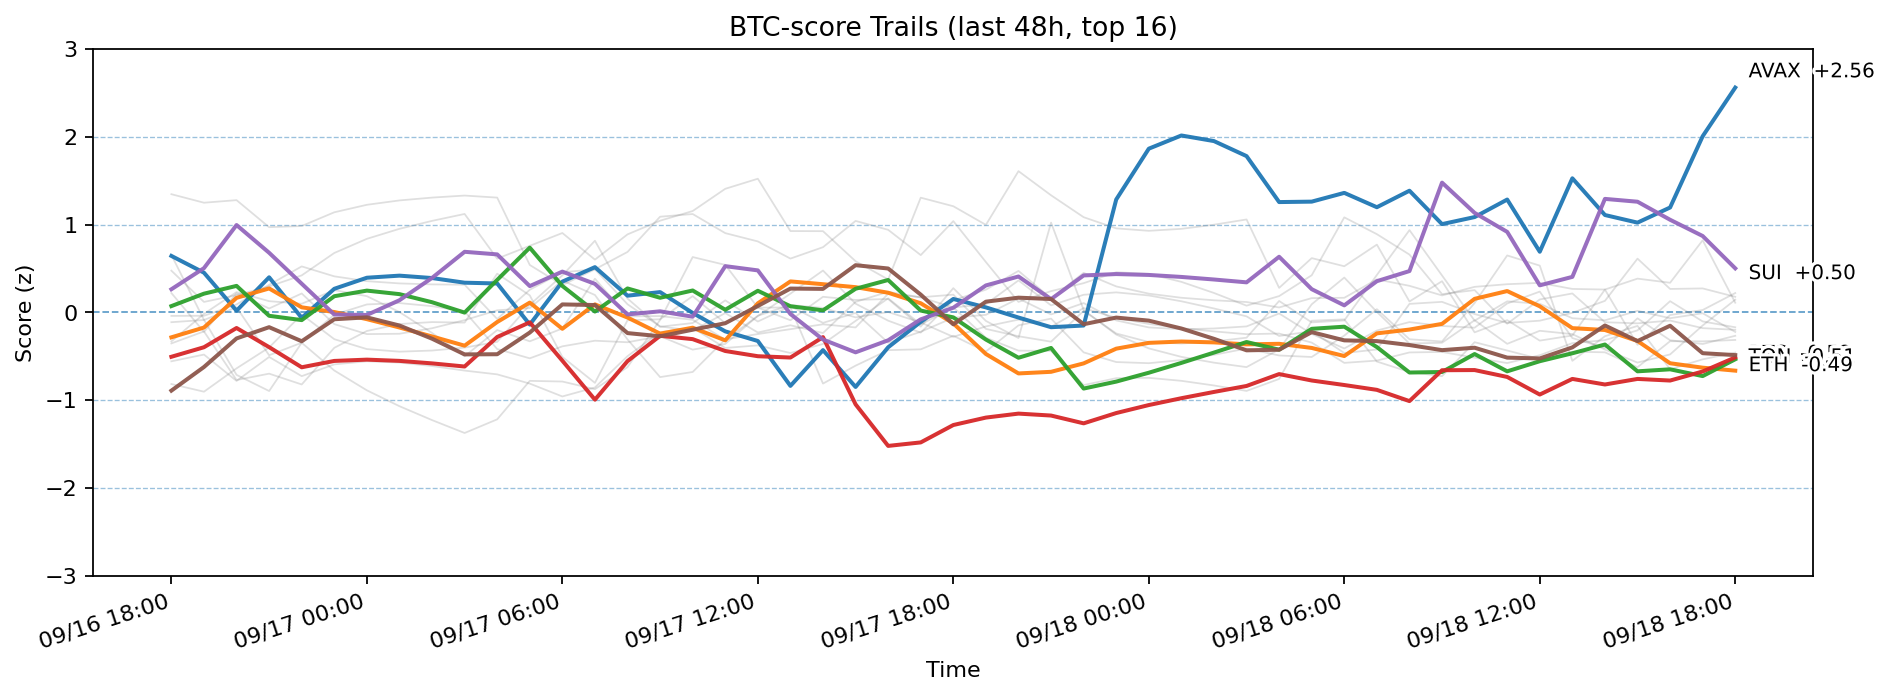 BTC-score Trails (last 48h, top 16)
3
2
1
0
−1
−2
−3
Score (z)
AVAX +2.56
SUI +0.50
ETH -0.49
09/16 18:00
09/17 00:00
09/17 06:00
09/17 12:00
09/17 18:00
09/18 00:00
09/18 06:00
09/18 12:00
09/18 18:00
Time